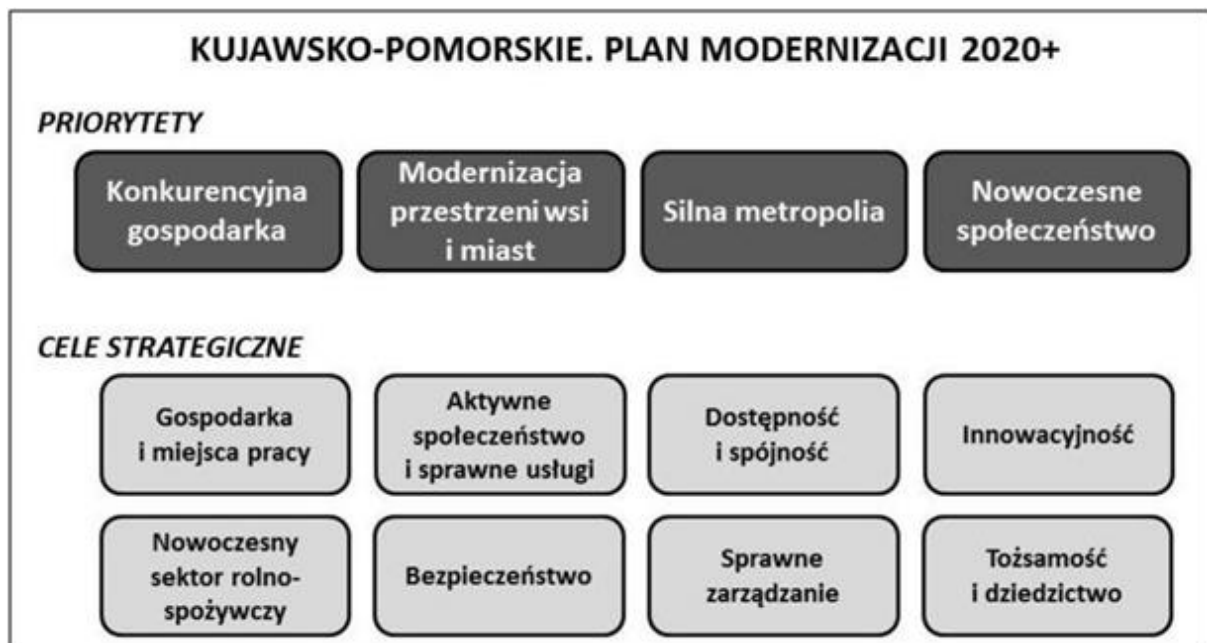 KUJAWSKO-POMORSKIE. PLAN MODERNIZACJI 2020+
PRIORYTETY
Konkurencyjna
gospodarka
Modernizacja
przestrzeni wsi
i miast
Silna metropolia
Nowoczesne
społeczeństwo
CELE STRATEGICZNE
Gospodarka
i miejsca pracy
Aktywne
społeczeństwo
i sprawne usługi
Dostępność
i spójność
Innowacyjność
Nowoczesny
sektor rolno-
spożywczy
Bezpieczeństwo
Sprawne
zarządzanie
Tożsamość
i dziedzictwo